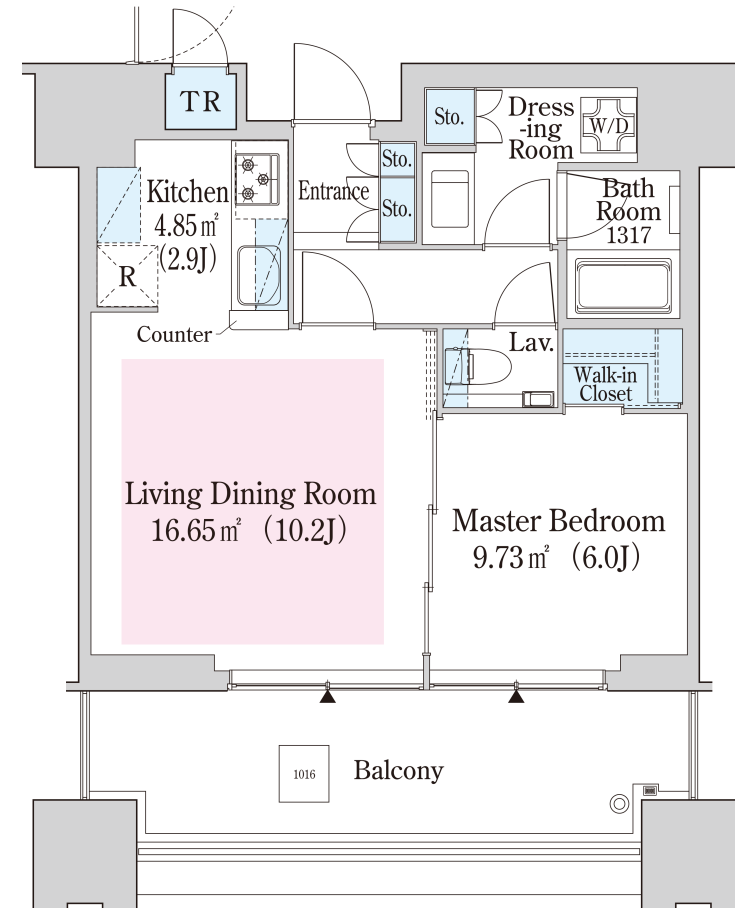 TR
Sto.
Dress
-ing
Room
W/D
Sto.
Kitchen
4.85㎡
(2.9J)
Entrance
Sto.
Bath
Room
1317
R
Counter
Lav.
Walk-in
Closet
Living Dining Room
16.65㎡ (10.2J)
Master Bedroom
9.73㎡ (6.0J)
1016
Balcony